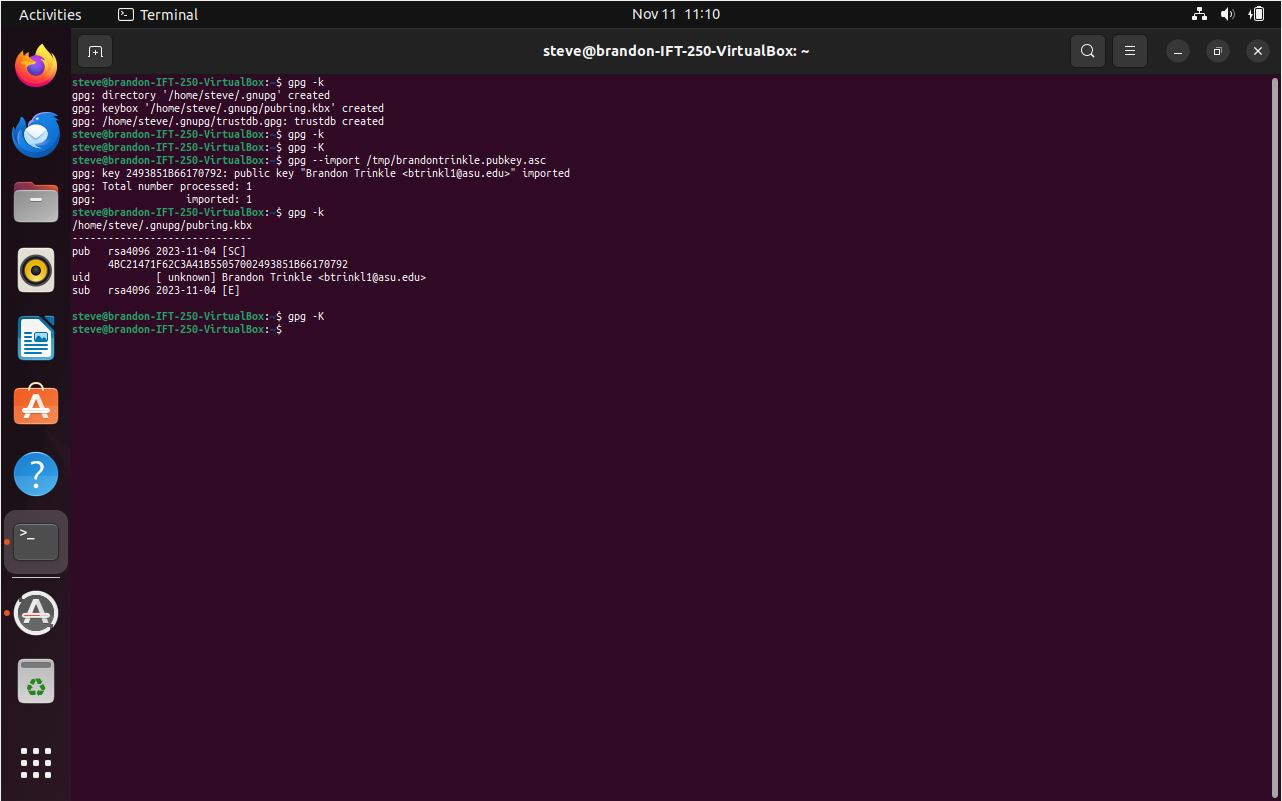 Activities
Terminal
Nov 11 11:10
steve@brandon-IFT-250-VirtualBox: ~
steve@brandon-IFT-250-VirtualBox:~$ gpg -k
gpg: directory '/home/steve/.gnupg' created
gpg: keybox '/home/steve/.gnupg/pubring.kbx' created
gpg: /home/steve/.gnupg/trustdb.gpg: trustdb created
steve@brandon-IFT-250-VirtualBox:~$ gpg -k
steve@brandon-IFT-250-VirtualBox:~$ gpg -K
steve@brandon-IFT-250-VirtualBox:~$ gpg --import /tmp/brandontrinkle.pubkey.asc
gpg: key 2493851B66170792: public key "Brandon Trinkle <btrinkl1@asu.edu>" imported
gpg: Total number processed: 1
gpg:               imported: 1
steve@brandon-IFT-250-VirtualBox:~$ gpg -k
/home/steve/.gnupg/pubring.kbx
------------------------------
pub   rsa4096 2023-11-04 [SC]
      4BC21471F62C3A41B55057002493851B66170792
uid           [ unknown] Brandon Trinkle <btrinkl1@asu.edu>
sub   rsa4096 2023-11-04 [E]
steve@brandon-IFT-250-VirtualBox:~$ gpg -K
steve@brandon-IFT-250-VirtualBox:~$